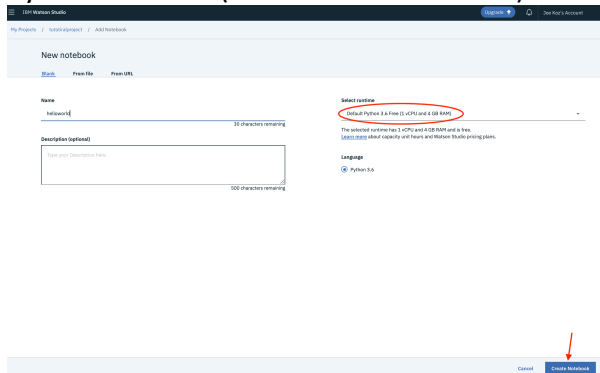 IBM Watson Studio
Upgrade
Joe Koz's Account
My Projects / tutorialproject / Add Notebook
New notebook
Blank From file From URL
Name
helloworld
30 characters remaining
Description (optional)
Type your Description here
500 characters remaining
Select runtime
Default Python 3.6 Free (1 vCPU and 4 GB RAM)
The selected runtime has 1 vCPU and 4 GB RAM and is free.
Learn more about capacity unit hours and Watson Studio pricing plans.
Language
Python 3.6
Cancel Create Notebook